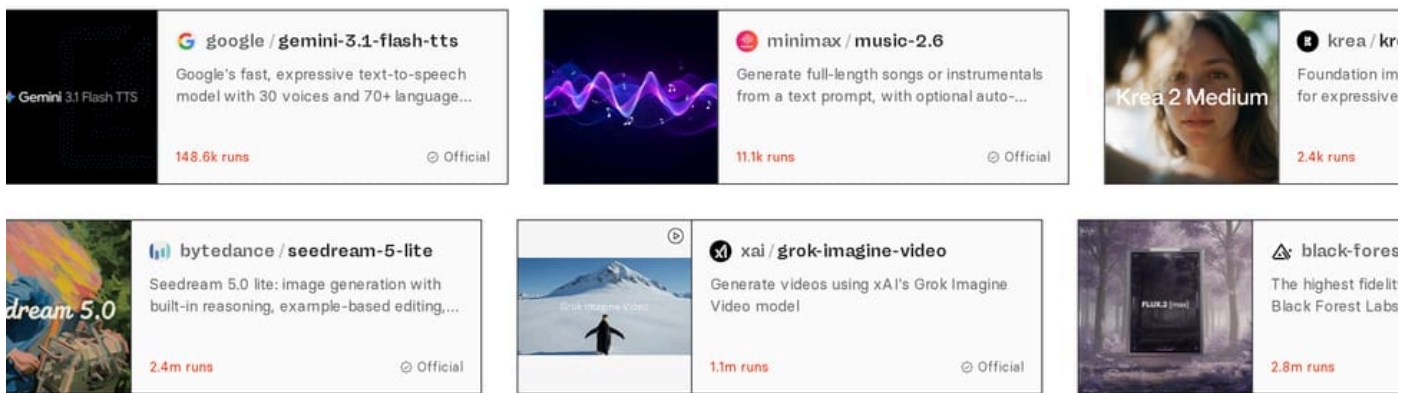 Gemini 3.1 Flash TTS
google / gemini-3.1-flash-tts
Google's fast, expressive text-to-speech
model with 30 voices and 70+ language...
148.6k runs
Official
minimax / music-2.6
Generate full-length songs or instrumentals
from a text prompt, with optional auto-...
11.1k runs
Official
Krea 2 Medium
krea / kr
Foundation im
for expressive
2.4k runs
dream 5.0
bytedance / seedream-5-lite
Seedream 5.0 lite: image generation with
built-in reasoning, example-based editing,...
2.4m runs
Official
Grok Imagine Video
xai / grok-imagine-video
Generate videos using xAI's Grok Imagine
Video model
1.1m runs
Official
FLUX.2 [max]
black-fores
The highest fidelit
Black Forest Labs
2.8m runs